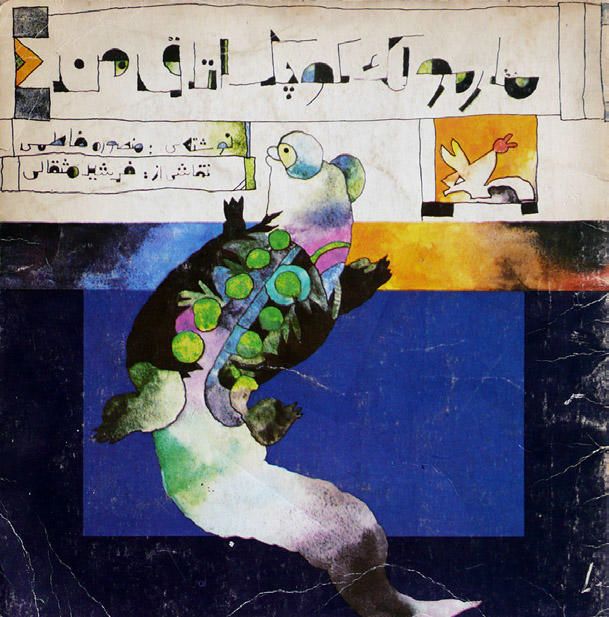 مارمولک کوچک اتاق من
نوشته‌ی : منصوره فاطمی
نقاشی از : فرشید مثقالی